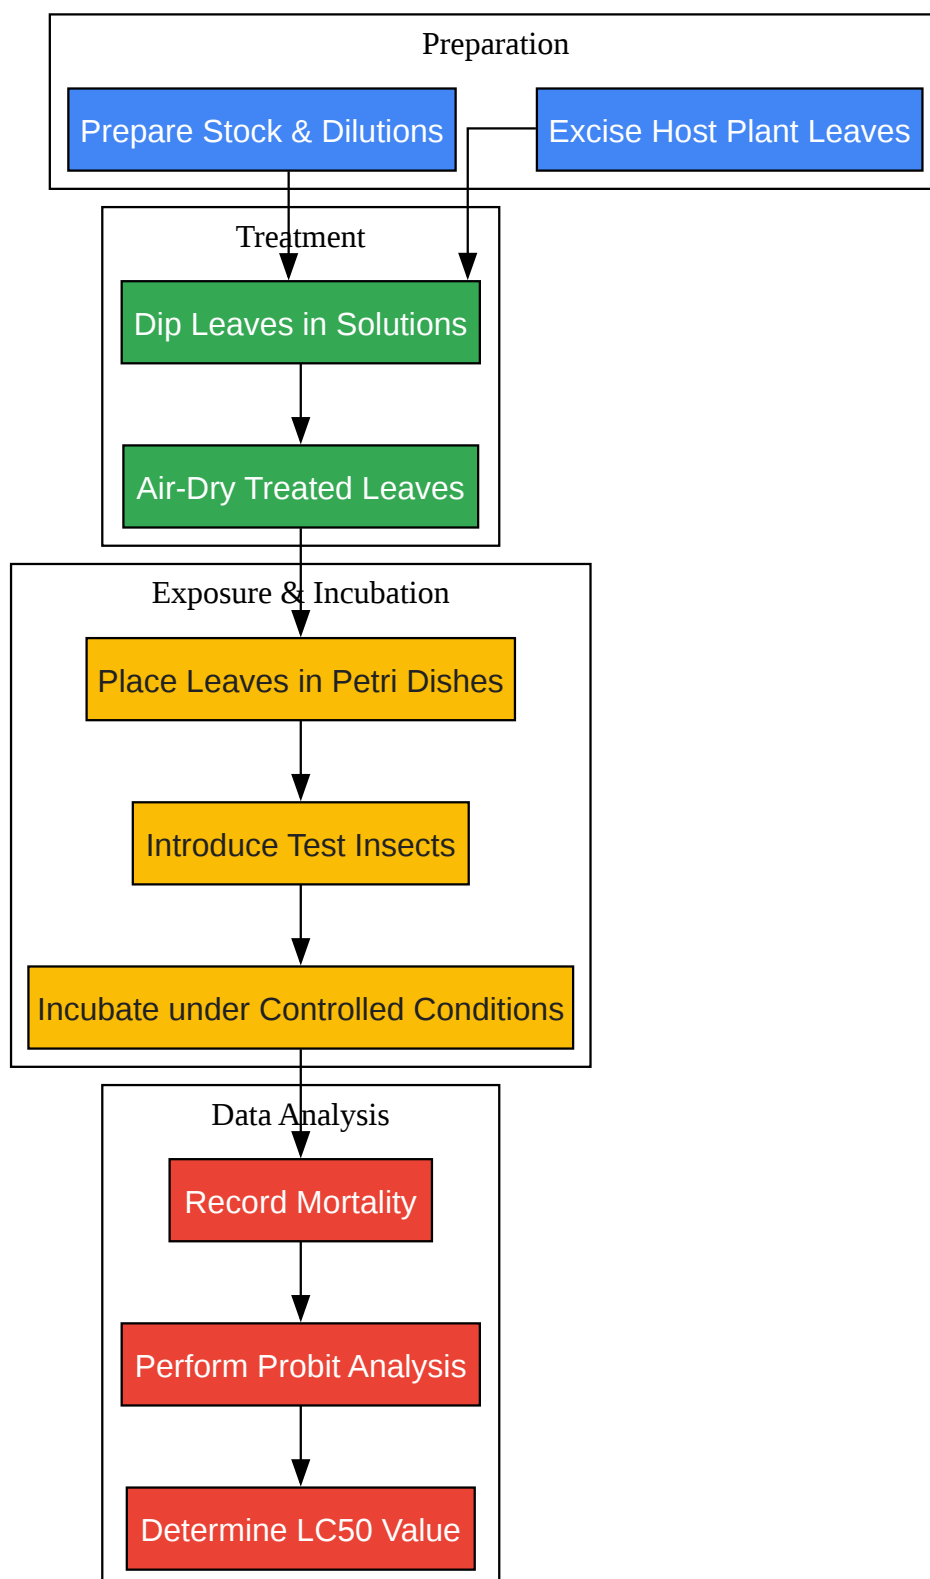 Preparation
Prepare Stock & Dilutions
Excise Host Plant Leaves
Treatment
Dip Leaves in Solutions
Air-Dry Treated Leaves
Exposure & Incubation
Place Leaves in Petri Dishes
Introduce Test Insects
Incubate under Controlled Conditions
Data Analysis
Record Mortality
Perform Probit Analysis
Determine LC50 Value